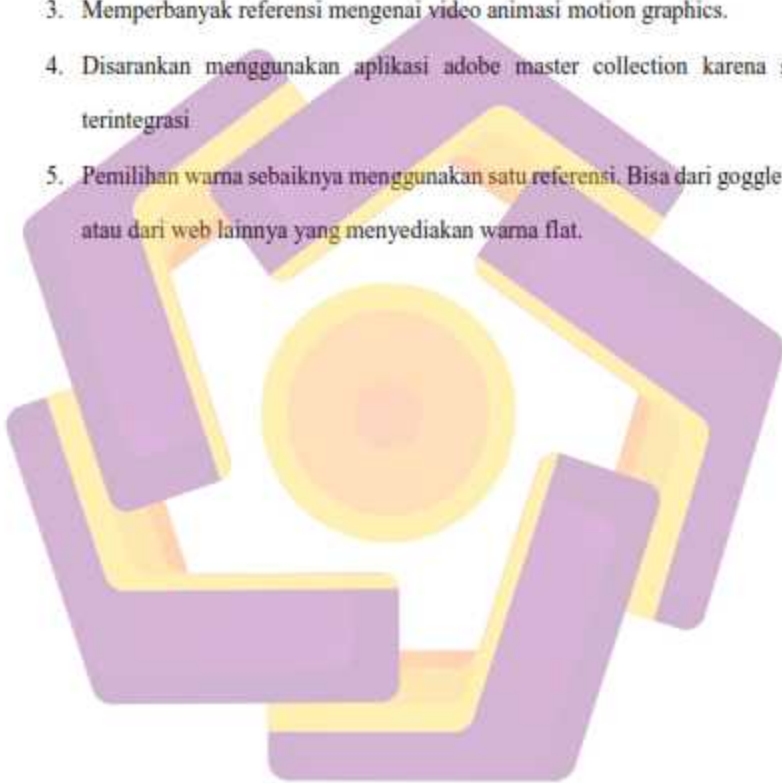 3. Memperbanyak referensi mengenai video animasi motion graphics.
4. Disarankan menggunakan aplikasi adobe master collection karena
terintegrasi
5. Pemilihan warna sebaiknya menggunakan satu referensi. Bisa dari goggle
atau dari web lainnya yang menyediakan warna flat.